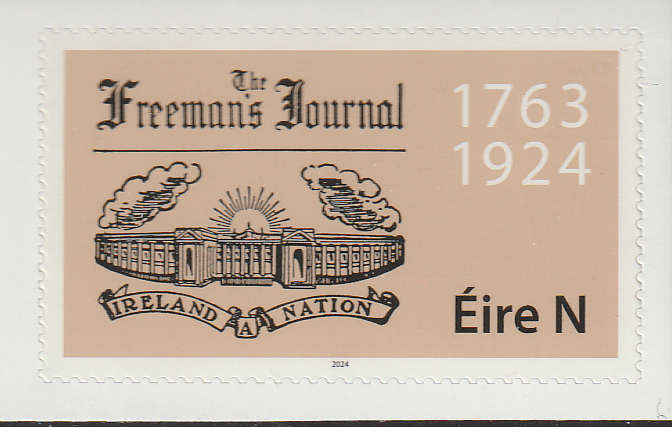 The
Freeman's Journal
1763
1924
IRELAND A NATION
Éire N
2024